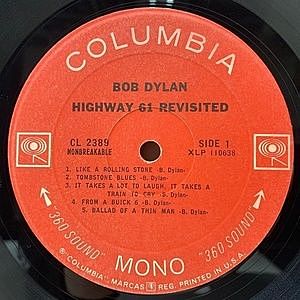 COLUMBIA
BOB DYLAN
HIGHWAY 61 REVISITED
CL 2389
NONBREAKABLE
SIDE 1
XLP 110638
1. LIKE A ROLLING STONE -B. Dylan-
2. TOMBSTONE BLUES -B. Dylan-
3. IT TAKES A LOT TO LAUGH, IT TAKES A
TRAIN TO CRY -B. Dylan-
4. FROM A BUICK 6 -B. Dylan-
5. BALLAD OF A THIN MAN -B. Dylan-
"360 SOUND" MONO "360 SOUND"
® "COLUMBIA", MARCAS REG. PRINTED IN U.S.A.